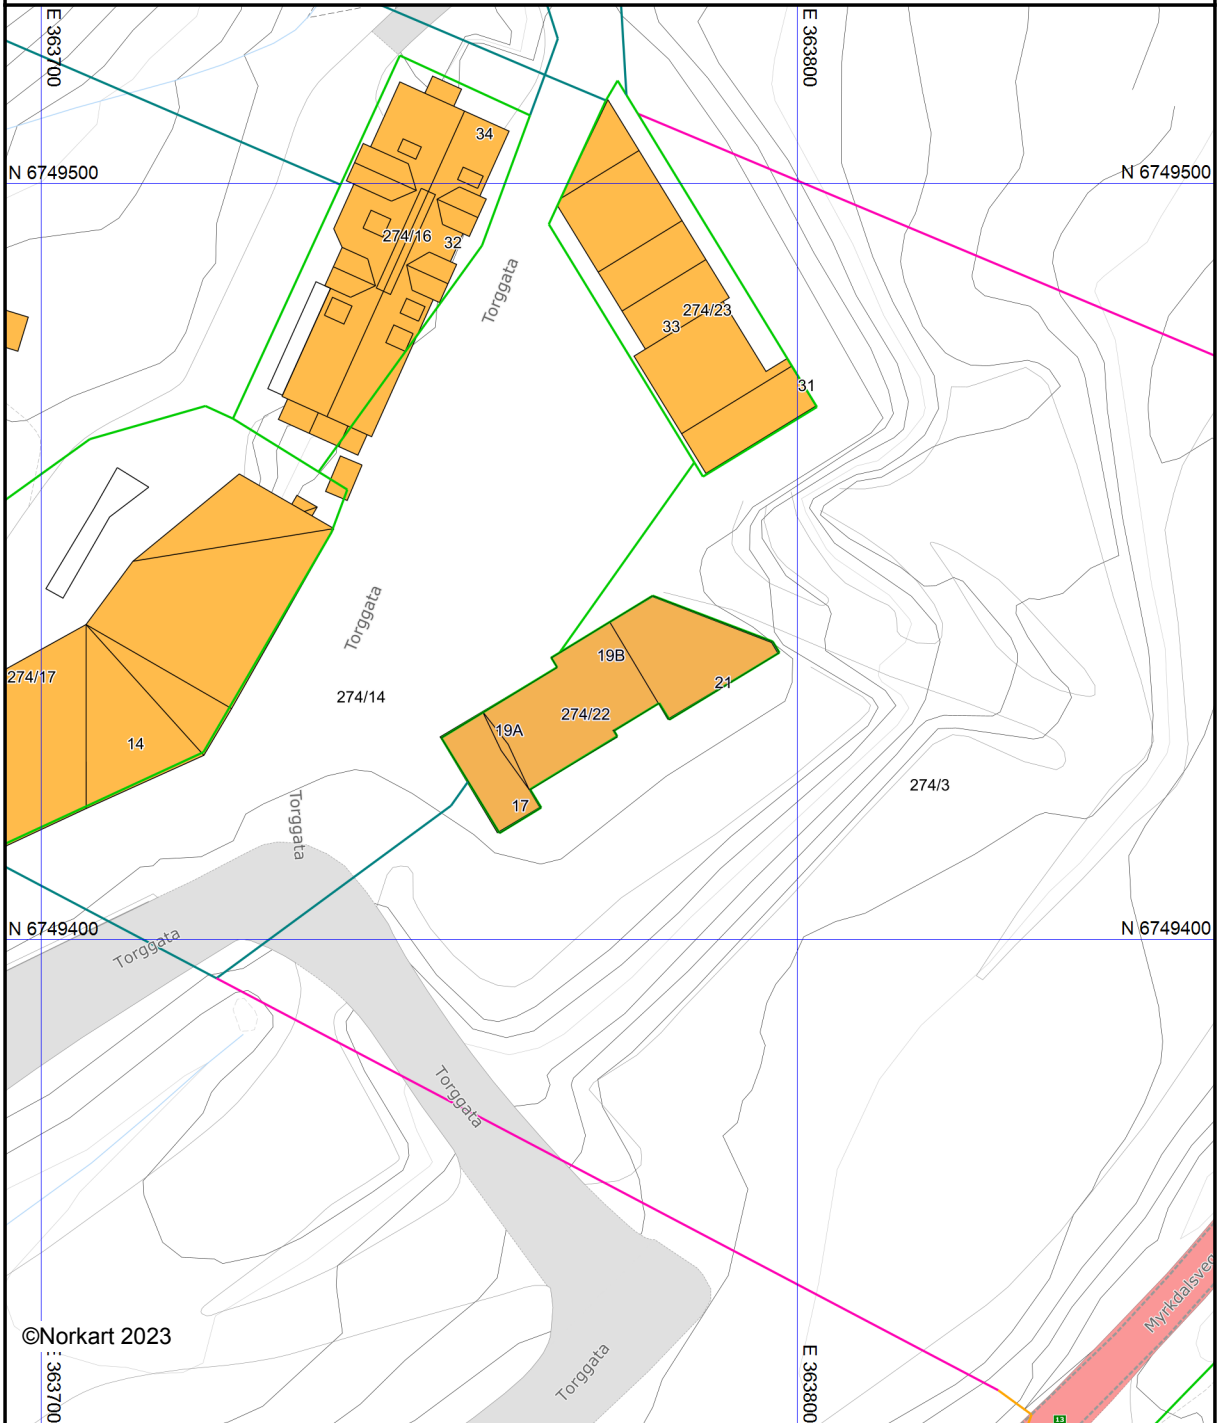 E 363700
E 363800
N 6749500
N 6749500
34
274/16
32
Torggata
274/23
33
31
Torggata
19B
274/17
21
274/14
274/22
19A
14
274/3
17
Torggata
N 6749400
N 6749400
Torggata
Torggata
Myrkdalsveg
©Norkart 2023
E 363700
E 363800
Torggata
13